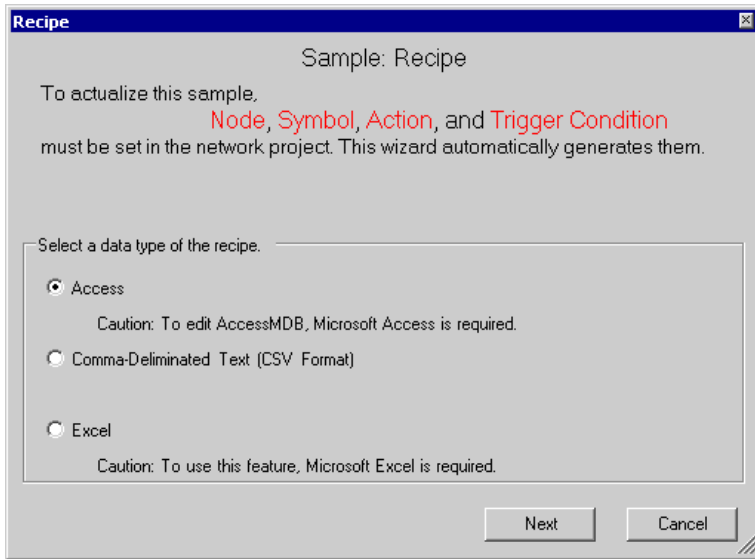 Recipe
Sample: Recipe
To actualize this sample,
Node, Symbol, Action, and Trigger Condition
must be set in the network project. This wizard automatically generates them.
Select a data type of the recipe.
Access
Caution: To edit AccessMDB, Microsoft Access is required.
Comma-Deliminated Text (CSV Format)
Excel
Caution: To use this feature, Microsoft Excel is required.
Next
Cancel